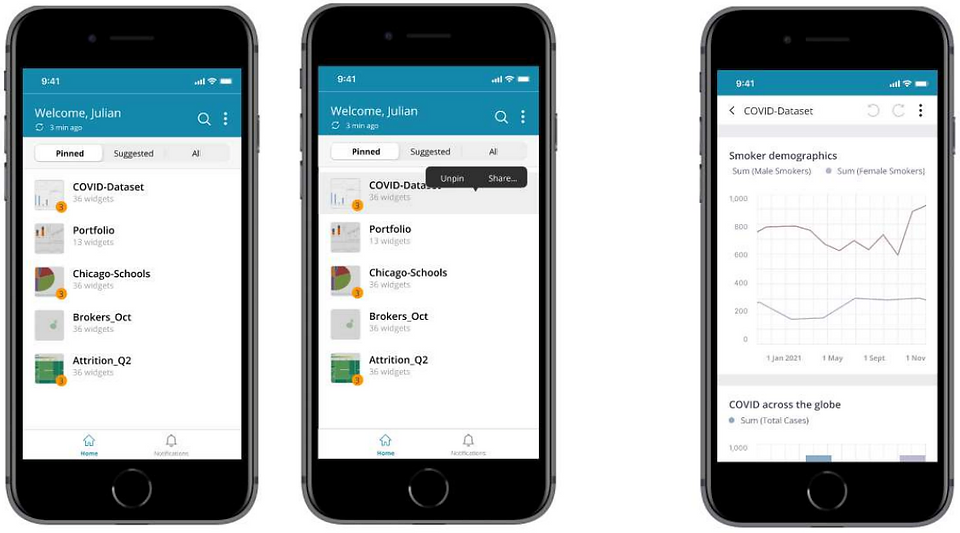 9:41
Welcome, Julian
3 min ago
Pinned Suggested All
COVID-Dataset
36 widgets
3
Portfolio
13 widgets
Chicago-Schools
36 widgets
3
Brokers_Oct
36 widgets
Attrition_Q2
36 widgets
3
Home Notifications
9:41
Welcome, Julian
3 min ago
Pinned Suggested All
Unpin Share...
COVID-Datas
36 widgets
3
Portfolio
13 widgets
Chicago-Schools
36 widgets
3
Brokers_Oct
36 widgets
Attrition_Q2
36 widgets
3
Home Notifications
9:41
COVID-Dataset
Smoker demographics
Sum (Male Smokers) Sum (Female Smokers)
1,000
800
600
400
200
0
1 Jan 2021 1 May 1 Sept 1 Nov
COVID across the globe
Sum (Total Cases)
1,000